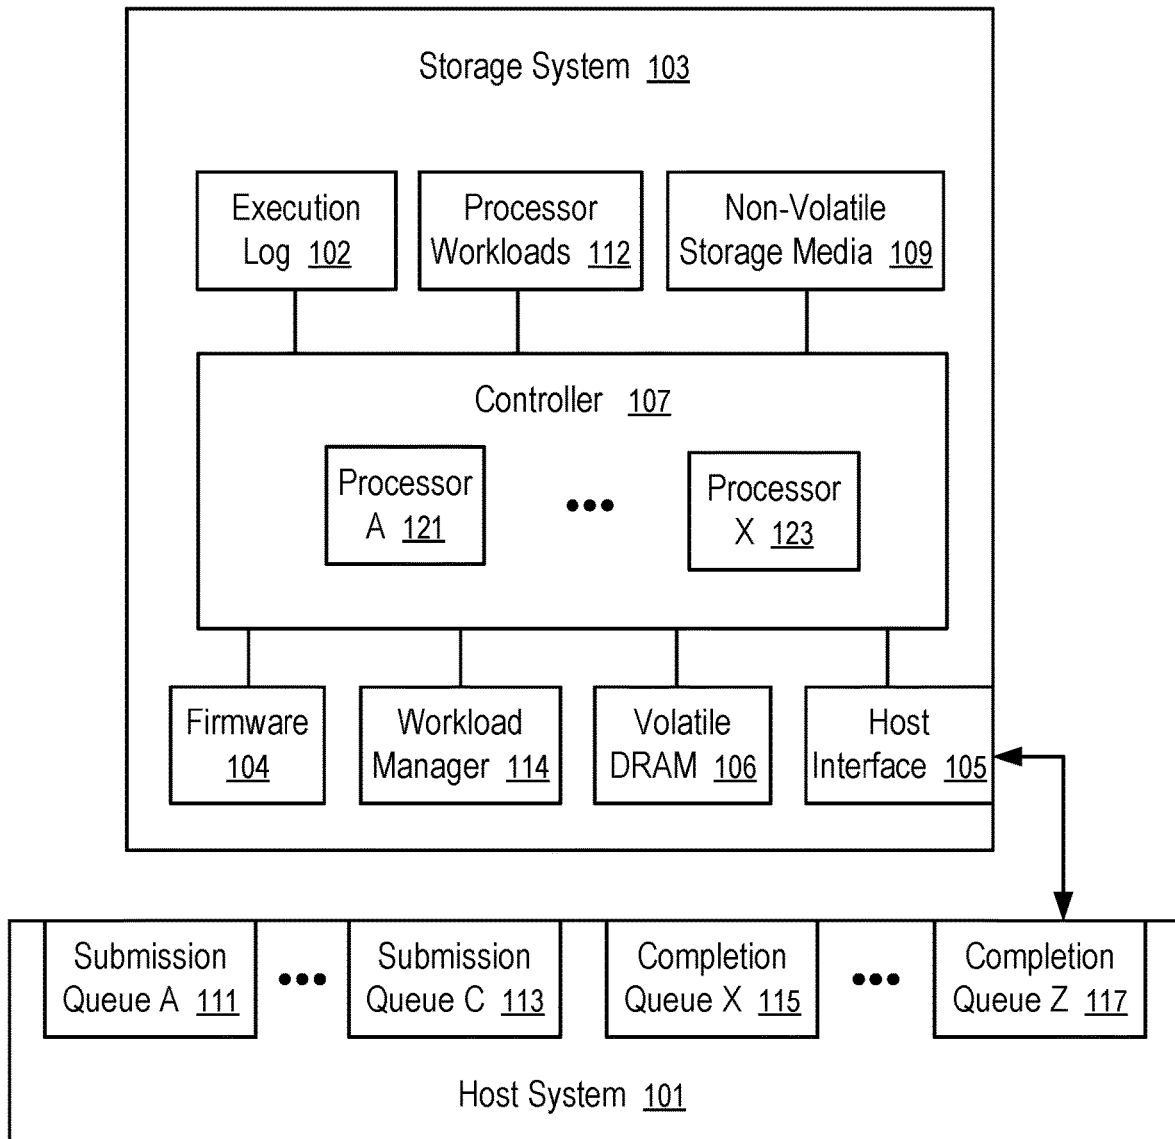 Storage System 103
Execution
Log 102
Processor
Workloads 112
Non-Volatile
Storage Media 109
Controller 107
Processor
A 121
Processor
X 123
Firmware
104
Workload
Manager 114
Volatile
DRAM 106
Host
Interface 105
Submission
Queue A 111
Submission
Queue C 113
Completion
Queue X 115
Completion
Queue Z 117
Host System 101